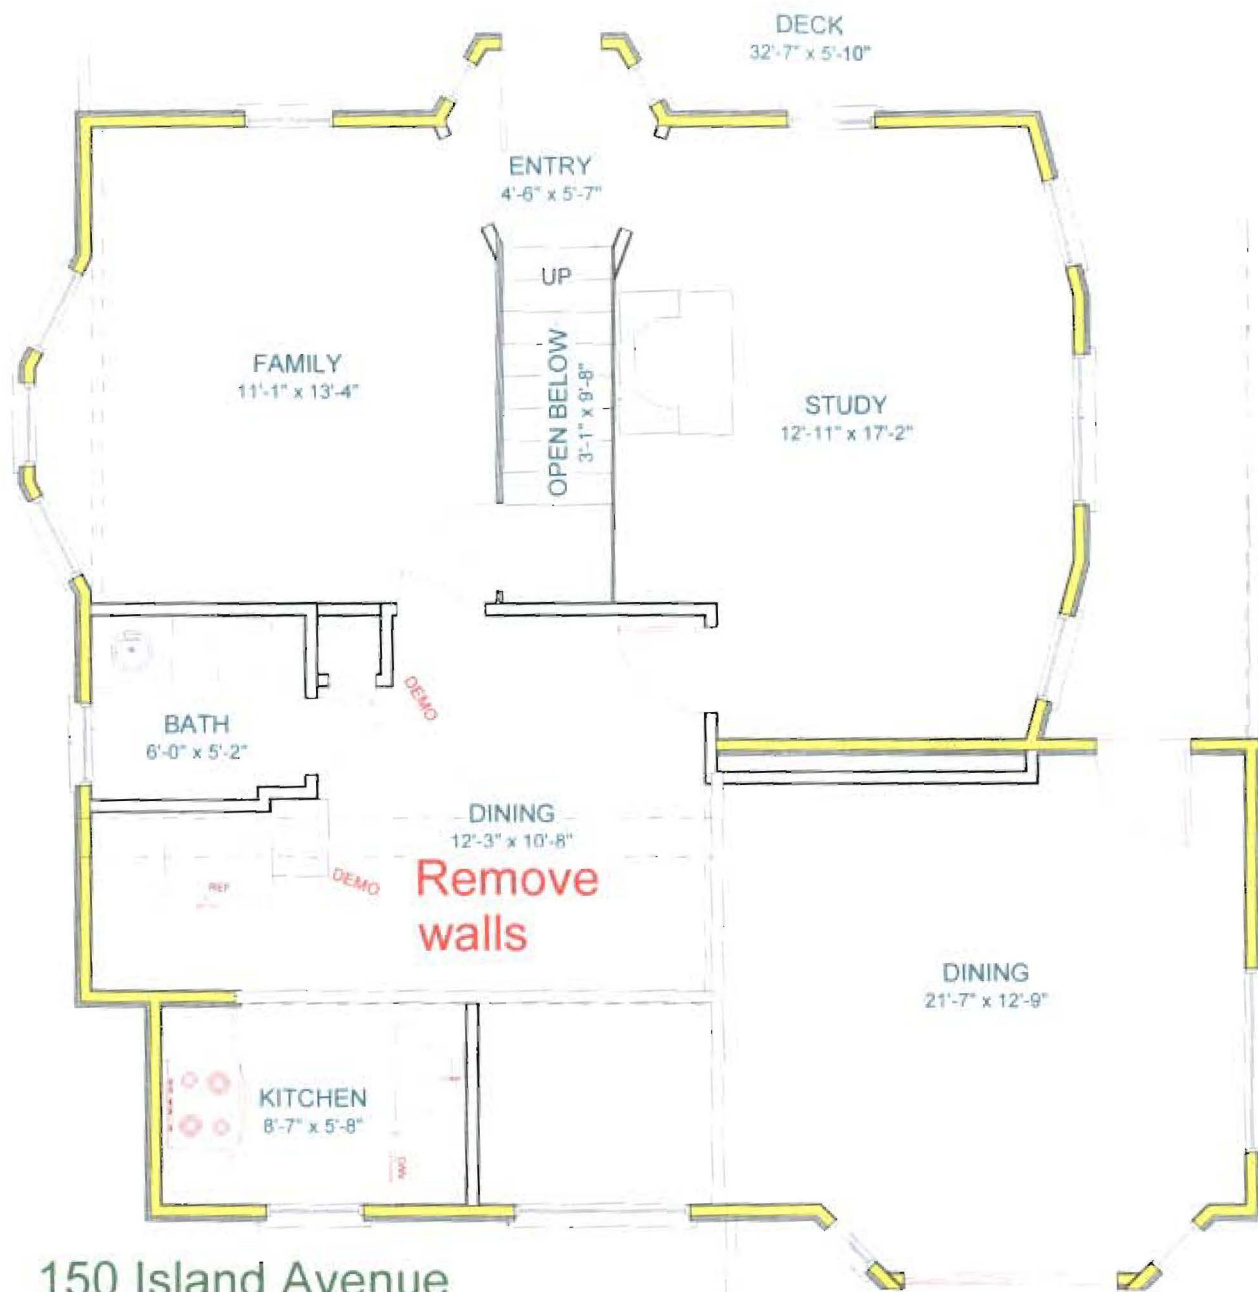 DECK
32'-7" x 5'-10"
ENTRY
4'-6" x 5'-7"
UP
FAMILY
11'-1" x 13'-4"
OPEN BELOW
3'-1" x 9'-8"
STUDY
12'-11" x 17'-2"
DEMO
BATH
6'-0" x 5'-2"
DINING
12'-3" x 10'-8"
DEMO
REF
Remove
walls
DINING
21'-7" x 12'-9"
KITCHEN
8'-7" x 5'-8"
DW
150 Island Avenue